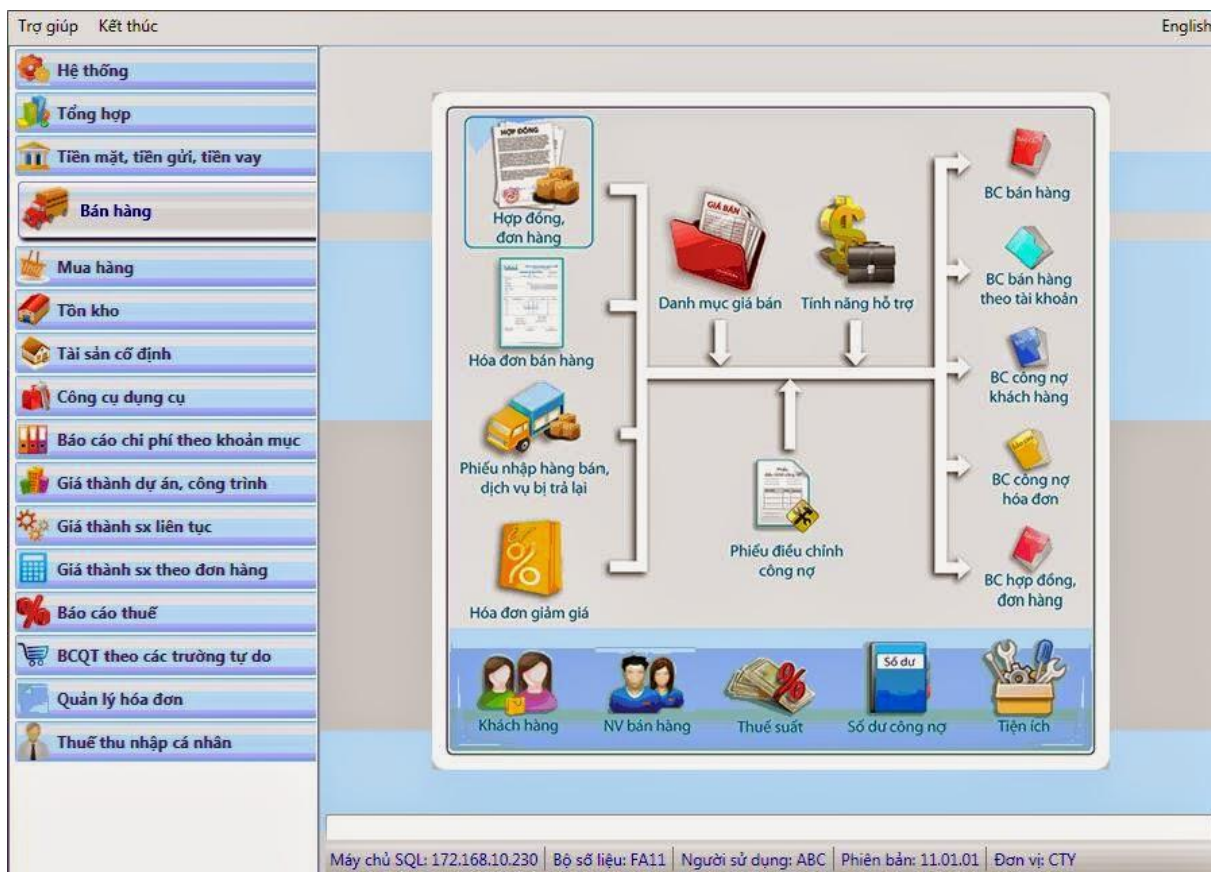 Trợ giúp Kết thúc English
Hệ thống
Tổng hợp
Tiền mặt, tiền gửi, tiền vay
Bán hàng
Mua hàng
Tồn kho
Tài sản cố định
Công cụ dụng cụ
Báo cáo chi phí theo khoản mục
Giá thành dự án, công trình
Giá thành sx liên tục
Giá thành sx theo đơn hàng
Báo cáo thuế
BCQT theo các trường tự do
Quản lý hóa đơn
Thuế thu nhập cá nhân
HỢP ĐỒNG
Hợp đồng,
đơn hàng
Hóa đơn bán hàng
Phiếu nhập hàng bán,
dịch vụ bị trả lại
Hóa đơn giảm giá
GIÁ BÁN
Danh mục giá bán
Tính năng hỗ trợ
Phiếu điều chỉnh
công nợ
BC bán hàng
BC bán hàng
theo tài khoản
BC công nợ
khách hàng
BC công nợ
hóa đơn
BC hợp đồng,
đơn hàng
Khách hàng
NV bán hàng
Thuế suất
Số dư
Số dư công nợ
Tiện ích
Máy chủ SQL: 172.168.10.230 Bộ số liệu: FA11 Người sử dụng: ABC Phiên bản: 11.01.01 Đơn vị: CTY